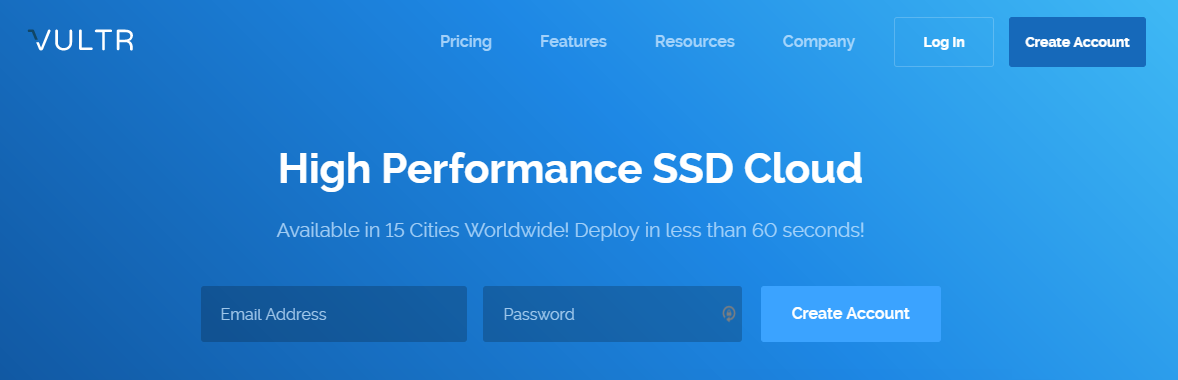 VULTR
Pricing Features Resources Company Log In Create Account
High Performance SSD Cloud
Available in 15 Cities Worldwide! Deploy in less than 60 seconds!
Email Address Password Create Account